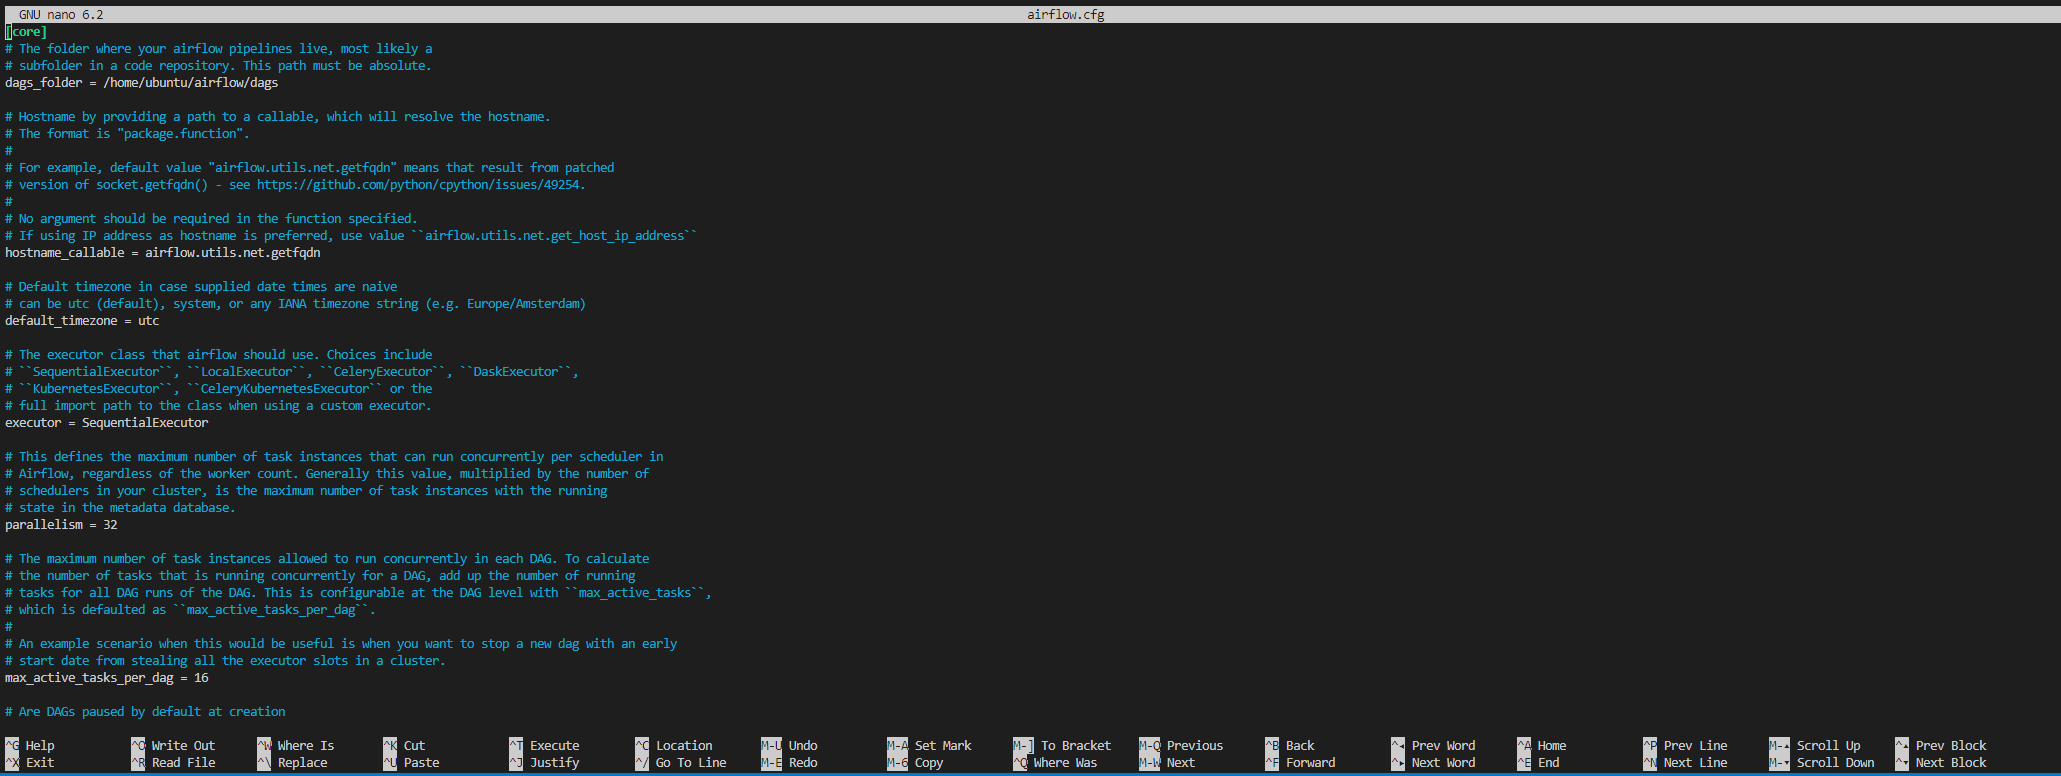 GNU nano 6.2 airflow.cfg
[core]
# The folder where your airflow pipelines live, most likely a
# subfolder in a code repository. This path must be absolute.
dags_folder = /home/ubuntu/airflow/dags
# Hostname by providing a path to a callable, which will resolve the hostname.
# The format is "package.function".
#
# For example, default value "airflow.utils.net.getfqdn" means that result from patched
# version of socket.getfqdn() - see https://github.com/python/cpython/issues/49254.
#
# No argument should be required in the function specified.
# If using IP address as hostname is preferred, use value ``airflow.utils.net.get_host_ip_address``
hostname_callable = airflow.utils.net.getfqdn
# Default timezone in case supplied date times are naive
# can be utc (default), system, or any IANA timezone string (e.g. Europe/Amsterdam)
default_timezone = utc
# The executor class that airflow should use. Choices include
# ``SequentialExecutor``, ``LocalExecutor``, ``CeleryExecutor``, ``DaskExecutor``,
# ``KubernetesExecutor``, ``CeleryKubernetesExecutor`` or the
# full import path to the class when using a custom executor.
executor = SequentialExecutor
# This defines the maximum number of task instances that can run concurrently per scheduler in
# Airflow, regardless of the worker count. Generally this value, multiplied by the number of
# schedulers in your cluster, is the maximum number of task instances with the running
# state in the metadata database.
parallelism = 32
# The maximum number of task instances allowed to run concurrently in each DAG. To calculate
# the number of tasks that is running concurrently for a DAG, add up the number of running
# tasks for all DAG runs of the DAG. This is configurable at the DAG level with ``max_active_tasks``,
# which is defaulted as ``max_active_tasks_per_dag``.
#
# An example scenario when this would be useful is when you want to stop a new dag with an early
# start date from stealing all the executor slots in a cluster.
max_active_tasks_per_dag = 16
# Are DAGs paused by default at creation
^G Help ^O Write Out ^W Where Is ^K Cut ^T Execute ^C Location M-U Undo M-A Set Mark M-] To Bracket M-Q Previous ^B Back ^◂ Prev Word ^A Home ^P Prev Line M-▴ Scroll Up ^▴ Prev Block
^X Exit ^R Read File ^\ Replace ^U Paste ^J Justify ^/ Go To Line M-E Redo M-6 Copy ^Q Where Was M-W Next ^F Forward ^▸ Next Word ^E End ^N Next Line M-▾ Scroll Down ^▾ Next Block